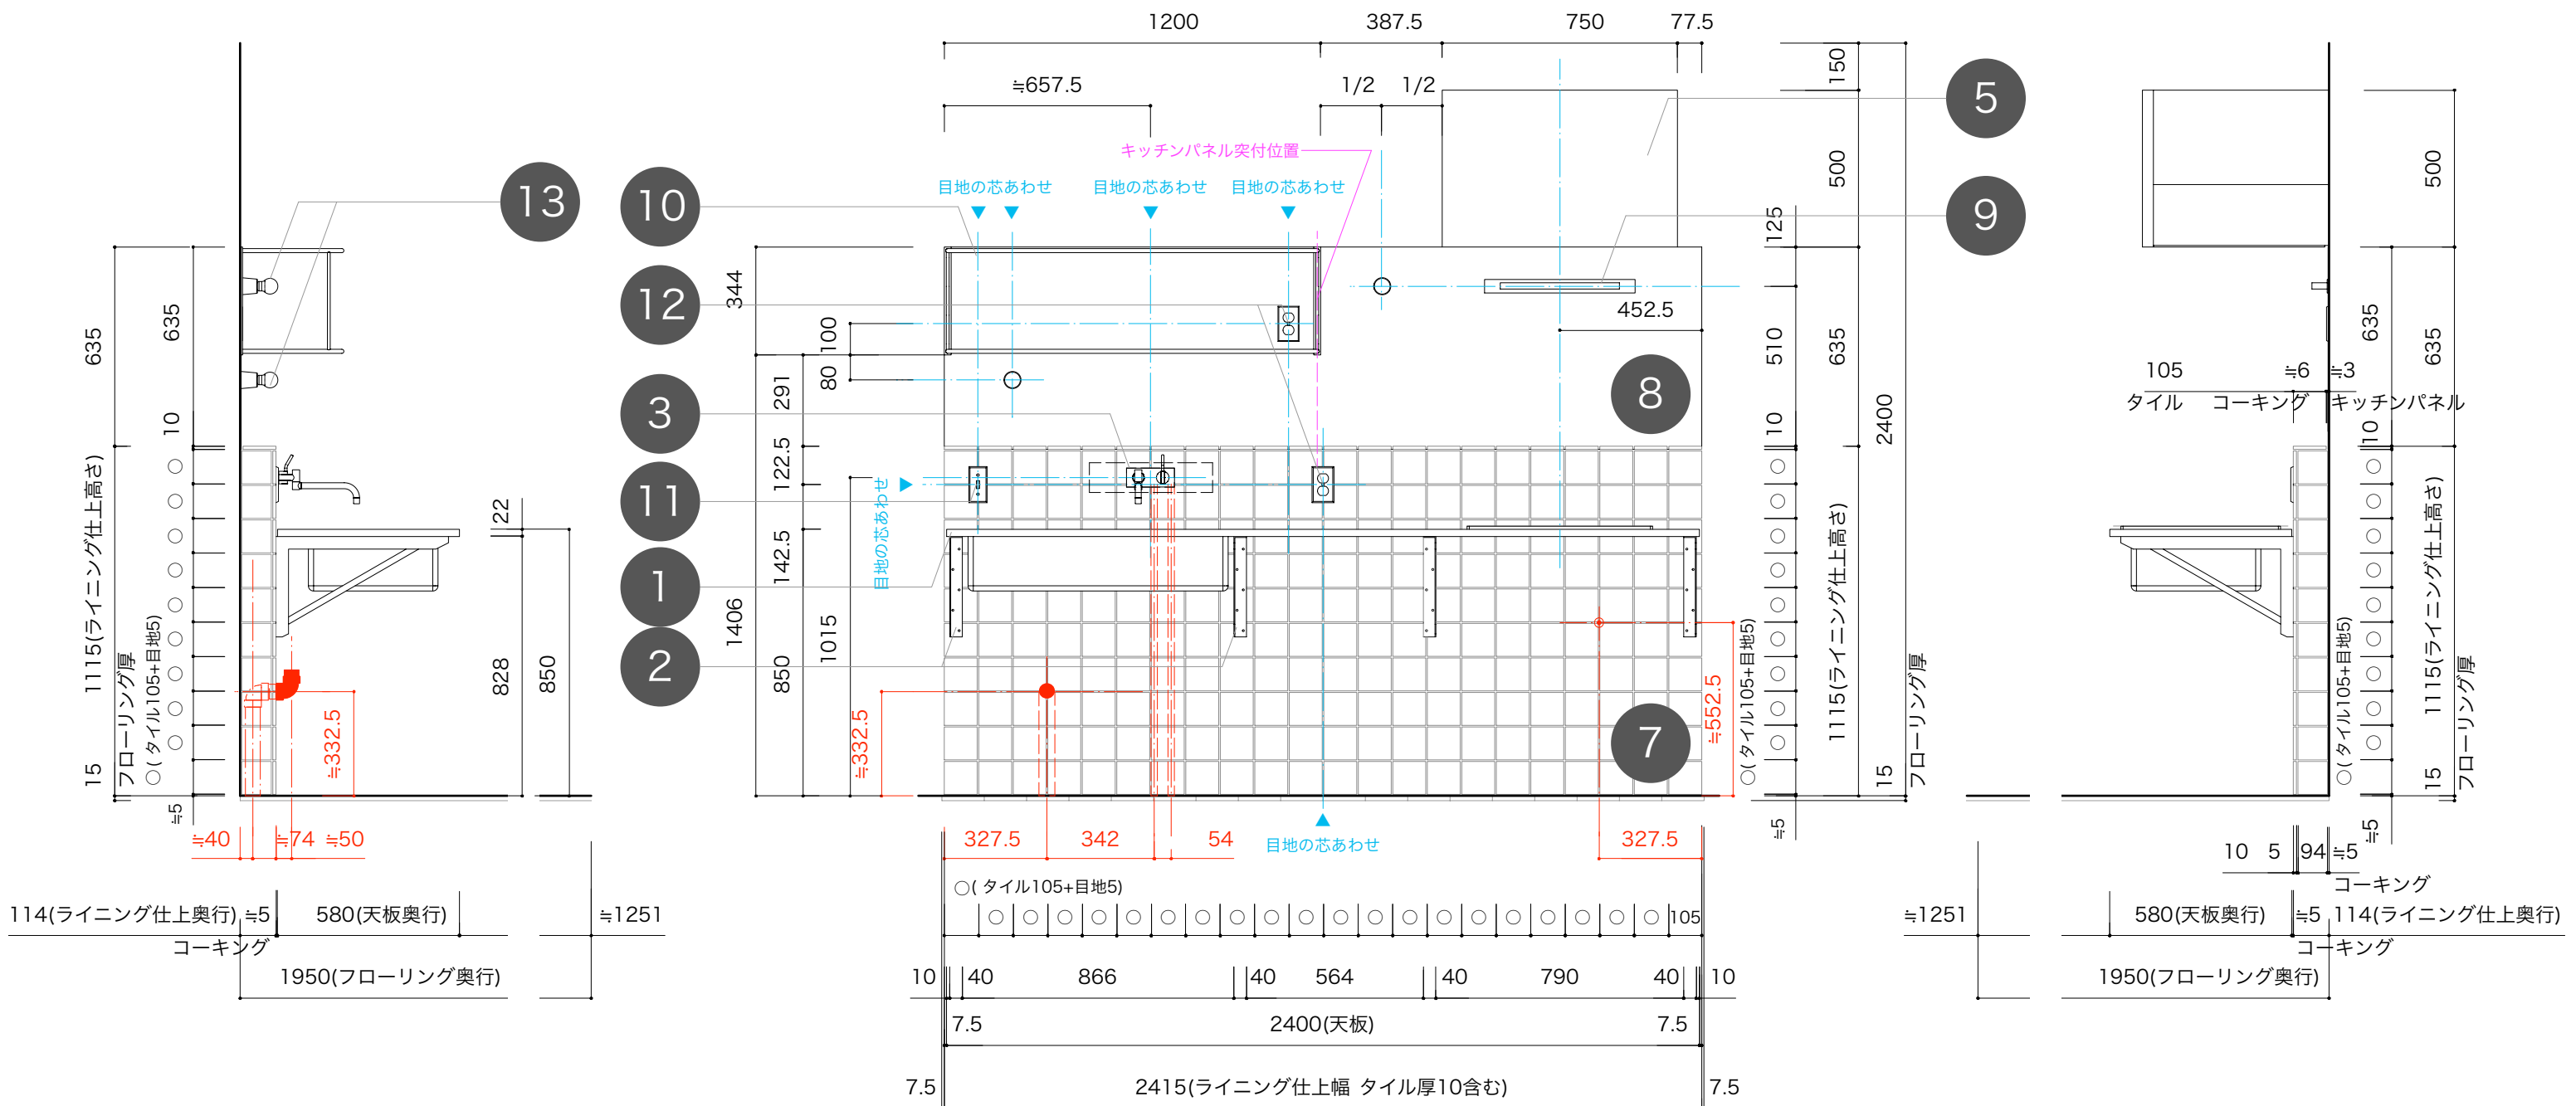 1200
387.5
750
77.5
≒657.5
1/2
1/2
キッチンパネル突付位置
目地の芯あわせ
目地の芯あわせ
目地の芯あわせ
150
500
125
5
9
13
10
12
3
11
1
2
8
7
635
635
10
1115(ライニング仕上高さ)
15
フローリング厚
○( タイル105+目地5)
≒5
22
828
850
≒332.5
≒40
≒74
≒50
114(ライニング仕上奥行)
≒5
コーキング
580(天板奥行)
≒1251
1950(フローリング奥行)
344
100
80
291
122.5
142.5
1406
850
1015
目地の芯あわせ
≒332.5
452.5
510
635
10
2400
1115(ライニング仕上高さ)
○( タイル105+目地5)
≒552.5
15
フローリング厚
≒5
327.5
342
54
目地の芯あわせ
327.5
○( タイル105+目地5)
105
10
40
866
40
564
40
790
40
10
7.5
2400(天板)
7.5
7.5
2415(ライニング仕上幅 タイル厚10含む)
7.5
500
635
635
105
≒6
≒3
タイル
コーキング
キッチンパネル
10
1115(ライニング仕上高さ)
○( タイル105+目地5)
15
フローリング厚
≒5
10
5
94
≒5
コーキング
≒1251
580(天板奥行)
≒5
114(ライニング仕上奥行)
コーキング
1950(フローリング奥行)